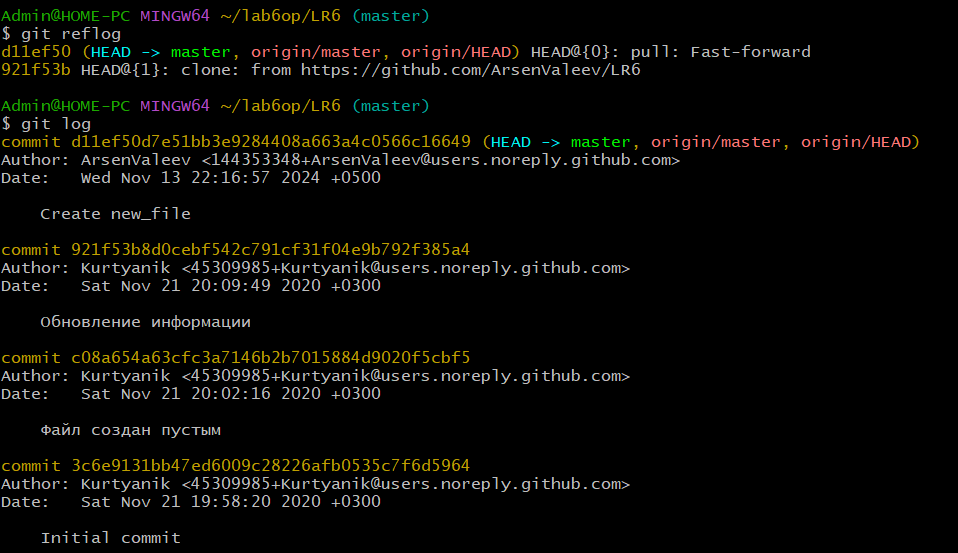 Admin@HOME-PC MINGW64 ~/lab6op/LR6 (master)
$ git reflog
d11ef50 (HEAD -> master, origin/master, origin/HEAD) HEAD@{0}: pull: Fast-forward
921f53b HEAD@{1}: clone: from https://github.com/ArsenValeev/LR6
Admin@HOME-PC MINGW64 ~/lab6op/LR6 (master)
$ git log
commit d11ef50d7e51bb3e9284408a663a4c0566c16649 (HEAD -> master, origin/master, origin/HEAD)
Author: ArsenValeev <144353348+ArsenValeev@users.noreply.github.com>
Date:   Wed Nov 13 22:16:57 2024 +0500
    Create new_file
commit 921f53b8d0cebf542c791cf31f04e9b792f385a4
Author: Kurtyanik <45309985+Kurtyanik@users.noreply.github.com>
Date:   Sat Nov 21 20:09:49 2020 +0300
    Обновление информации
commit c08a654a63cfc3a7146b2b7015884d9020f5cbf5
Author: Kurtyanik <45309985+Kurtyanik@users.noreply.github.com>
Date:   Sat Nov 21 20:02:16 2020 +0300
    Файл создан пустым
commit 3c6e9131bb47ed6009c28226afb0535c7f6d5964
Author: Kurtyanik <45309985+Kurtyanik@users.noreply.github.com>
Date:   Sat Nov 21 19:58:20 2020 +0300
    Initial commit